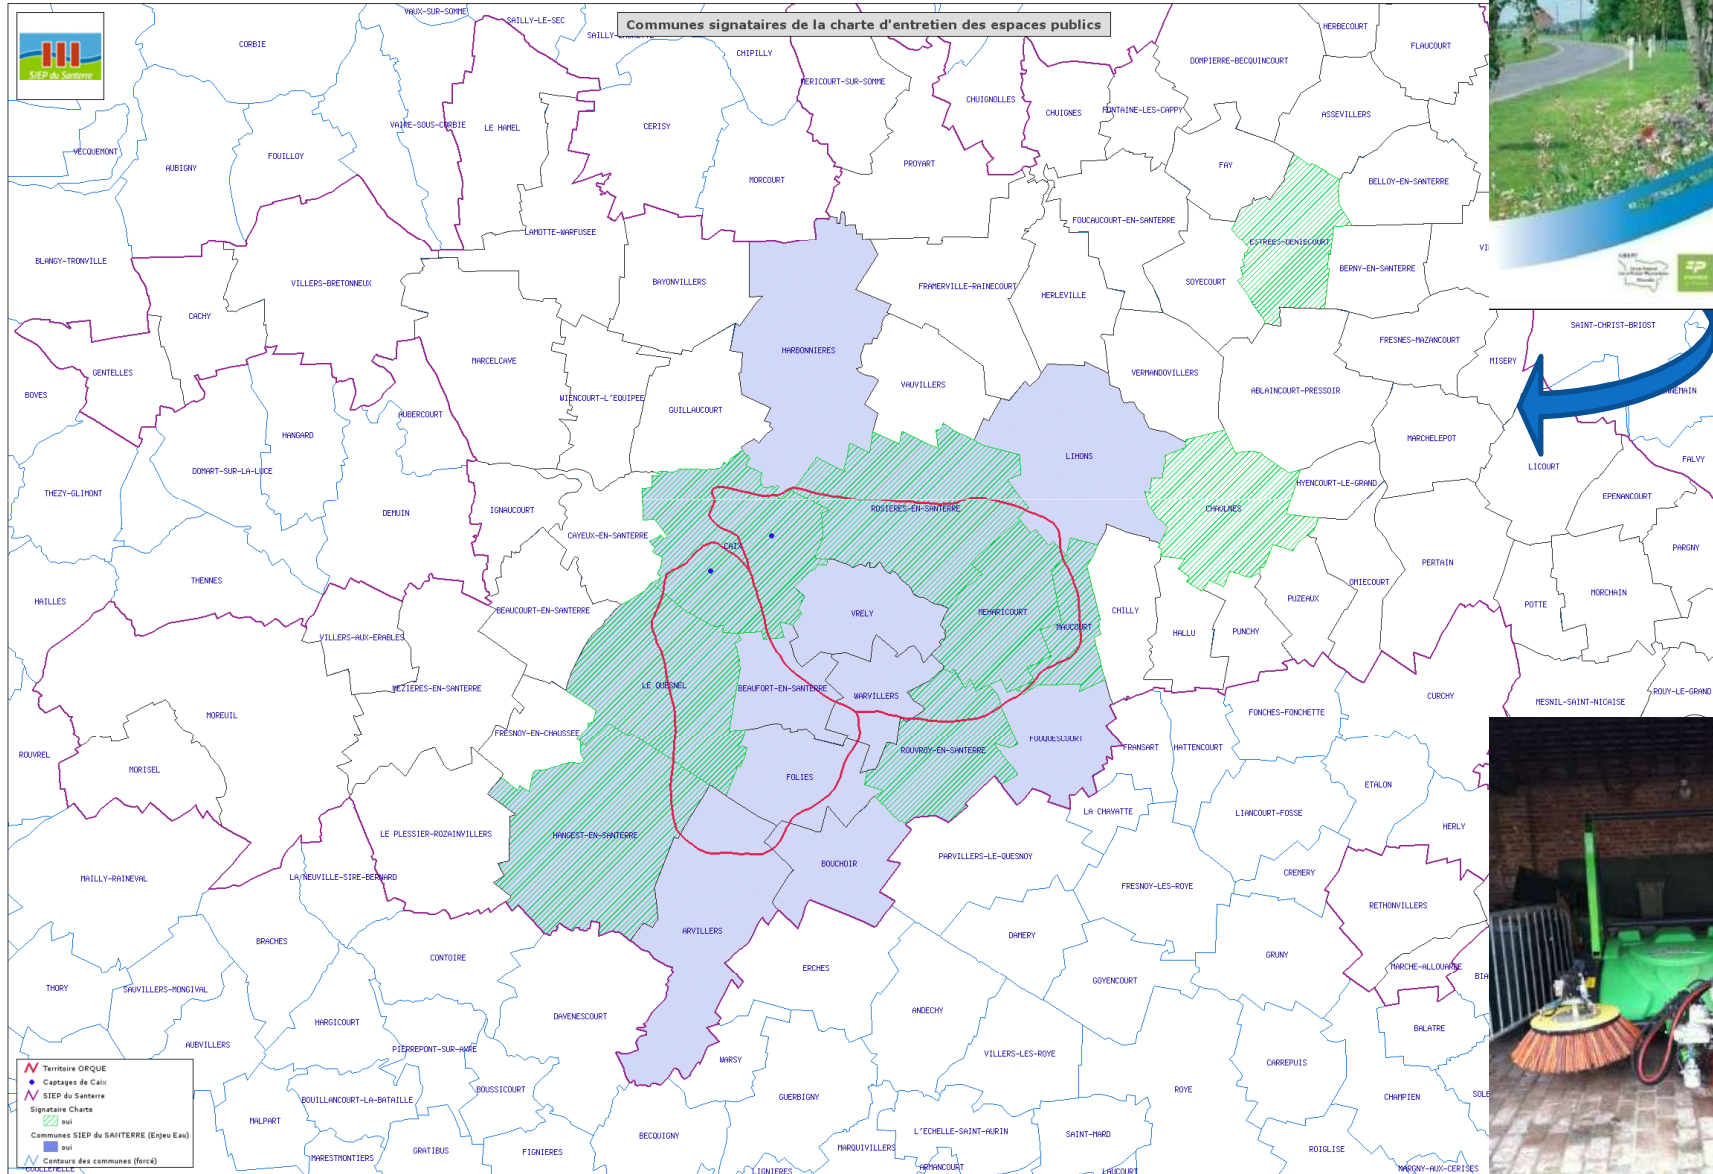 Communes signataires de la charte d'entretien des espaces publics
SIEP du Santerre
VAUX-SUR-SOMME
SAILLY-LE-SEC
CORBIE
CHIPILLY
MERICOURT-SUR-SOMME
HERBECOURT
FLAUCOURT
DOMPIERRE-BECQUINCOURT
CHUIGNOLLES
CHUIGNES
FONTAINE-LES-CAPPY
ASSEVILLERS
VAIRE-SOUS-CORBIE
LE HAMEL
CERISY
VECQUEMONT
AUBIGNY
FOUILLOY
MORCOURT
PROYART
FAY
BELLOY-EN-SANTERRE
LAMOTTE-WARFUSEE
FOUCAUCOURT-EN-SANTERRE
ESTREES-DENIECOURT
BLANGY-TRONVILLE
VILLERS-BRETONNEUX
BAYONVILLERS
FRAMERVILLE-RAINECOURT
HERLEVILLE
SOYECOURT
BERNY-EN-SANTERRE
CACHY
HARBONNIERES
SAINT-CHRIST-BRIOST
FRESNES-MAZANCOURT
MISERY
GENTELLES
MARCELCAVE
VAUVILLERS
VERMANDOVILLERS
ABLAINCOURT-PRESSOIR
BOVES
WIENCOURT-L'EQUIPEE
GUILLAUCOURT
AUBERCOURT
HANGARD
MARCHELEPOT
LIHONS
LICOURT
FALVY
DOMART-SUR-LA-LUCE
THEZY-GLIMONT
HYENCOURT-LE-GRAND
EPENANCOURT
DEMUIN
IGNAUCOURT
ROSIERES-EN-SANTERRE
CHAULNES
CAYEUX-EN-SANTERRE
CAIX
PARGNY
PERTAIN
THENNES
OMIECOURT
MORCHAIN
HAILLES
BEAUCOURT-EN-SANTERRE
VRELY
MEHARICOURT
CHILLY
PUZEAUX
POTTE
MAUCOURT
HALLU
PUNCHY
VILLERS-AUX-ERABLES
MEZIERES-EN-SANTERRE
LE QUESNEL
BEAUFORT-EN-SANTERRE
WARVILLERS
CURCHY
MESNIL-SAINT-NICAISE
ROUY-LE-GRAND
MOREUIL
FONCHES-FONCHETTE
FRESNOY-EN-CHAUSSEE
FOUQUESCOURT
FRANSART
HATTENCOURT
ROUVREL
ROUVROY-EN-SANTERRE
MORISEL
FOLIES
ETALON
LA CHAVATTE
LIANCOURT-FOSSE
HERLY
LE PLESSIER-ROZAINVILLERS
HANGEST-EN-SANTERRE
BOUCHOIR
PARVILLERS-LE-QUESNOY
MAILLY-RAINEVAL
LA NEUVILLE-SIRE-BERNARD
FRESNOY-LES-ROYE
CREMERY
RETHONVILLERS
ARVILLERS
BRACHES
DAMERY
CONTOIRE
GRUNY
ERCHES
MARCHE-ALLOUARDE
THORY
SAUVILLERS-MONGIVAL
GOYENCOURT
ANDECHY
DAVENESCOURT
HARGICOURT
BALATRE
AUBVILLERS
PIERREPONT-SUR-AVRE
VILLERS-LES-ROYE
WARSY
CARREPUIS
BOUSSICOURT
ROYE
GUERBIGNY
CHAMPIEN
BOUILLANCOURT-LA-BATAILLE
MALPART
L'ECHELLE-SAINT-AURIN
SAINT-MARD
BECQUIGNY
MARQUIVILLERS
ROIGLISE
GRATIBUS
FIGNIERES
MARESTMONTIERS
ARMANCOURT
LIGNIERES
LAUCOURT
MARGNY-AUX-CERISES
Territoire ORQUE
Captages de Caix
SIEP du Santerre
Signataire Charte
oui
Communes SIEP du SANTERRE (Enjeu Eau)
oui
Contours des communes (forcé)